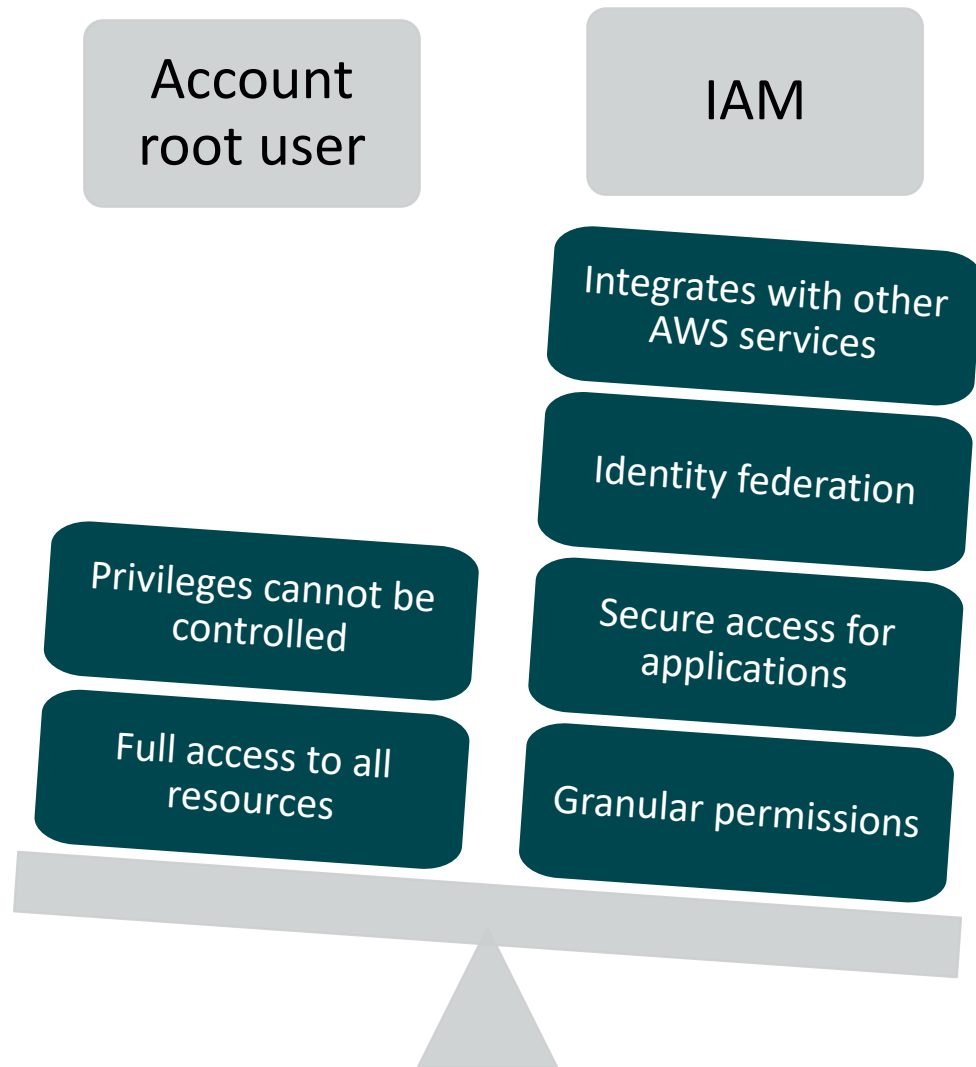 Account
root user
IAM
Privileges cannot be
controlled
Full access to all
resources
Integrates with other
AWS services
Identity federation
Secure access for
applications
Granular permissions